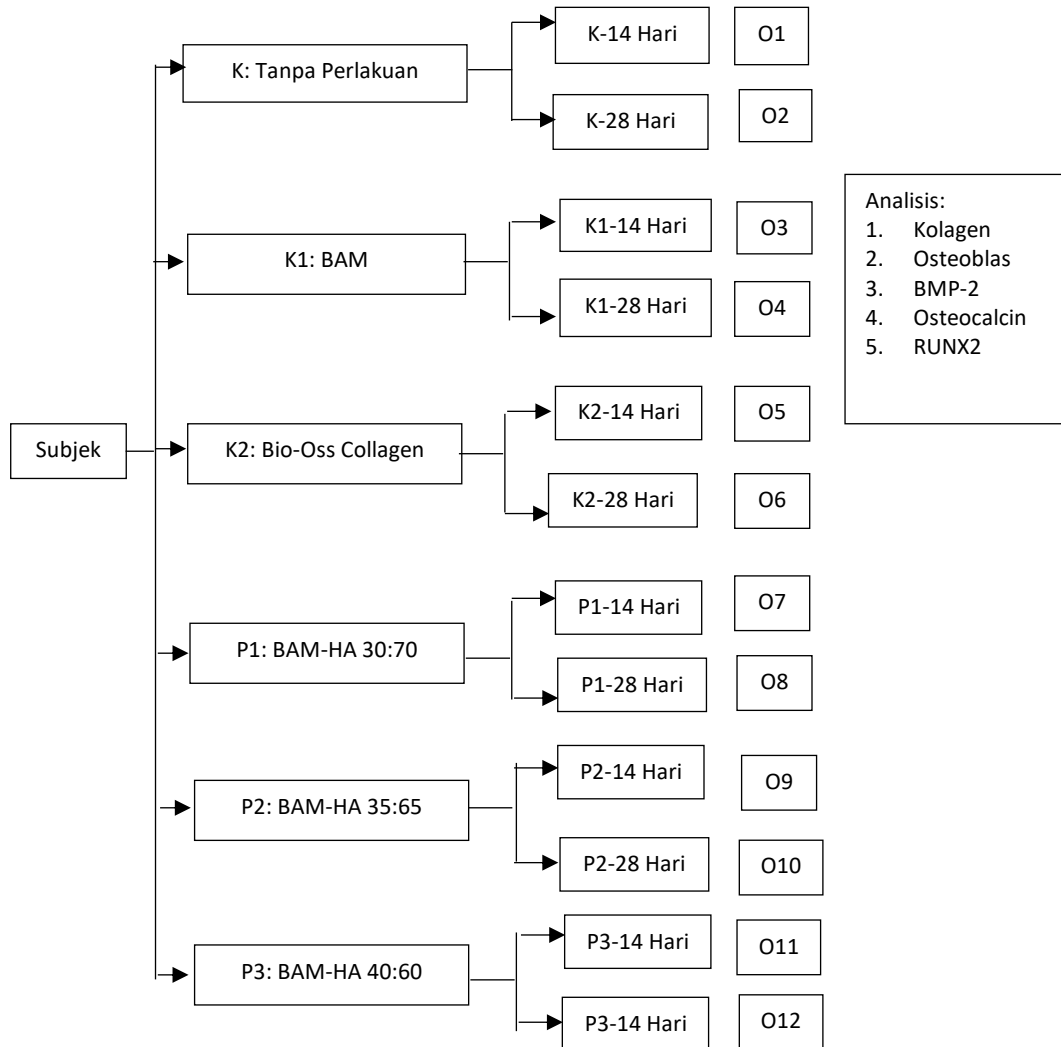 K-14 Hari
O1
K: Tanpa Perlakuan
K-28 Hari
O2
K1-14 Hari
O3
K1: BAM
K1-28 Hari
O4
Analisis:
1. Kolagen
2. Osteoblas
3. BMP-2
4. Osteocalcin
5. RUNX2
K2-14 Hari
O5
Subjek
K2: Bio-Oss Collagen
K2-28 Hari
O6
P1-14 Hari
O7
P1: BAM-HA 30:70
P1-28 Hari
O8
P2-14 Hari
O9
P2: BAM-HA 35:65
P2-28 Hari
O10
P3-14 Hari
O11
P3: BAM-HA 40:60
P3-14 Hari
O12